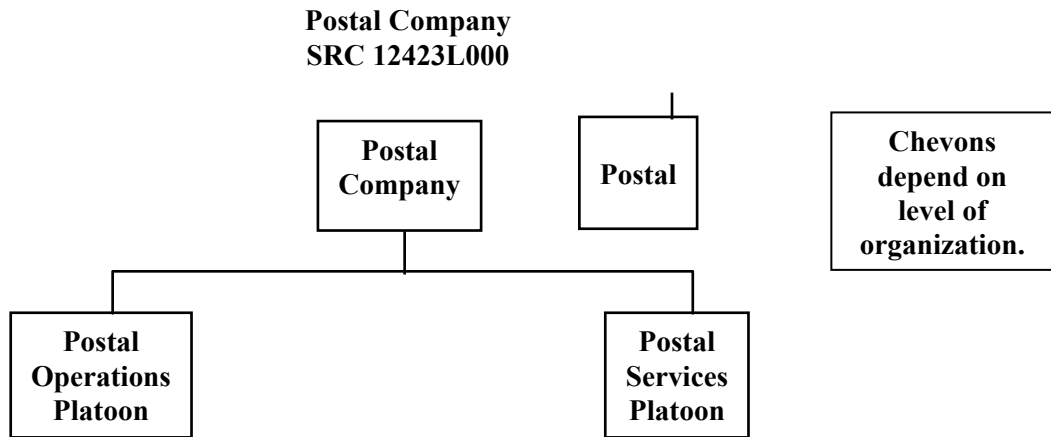 Postal Company
SRC 12423L000
Postal
Company
Postal
Chevons
depend on
level of
organization.
Postal
Operations
Platoon
Postal
Services
Platoon